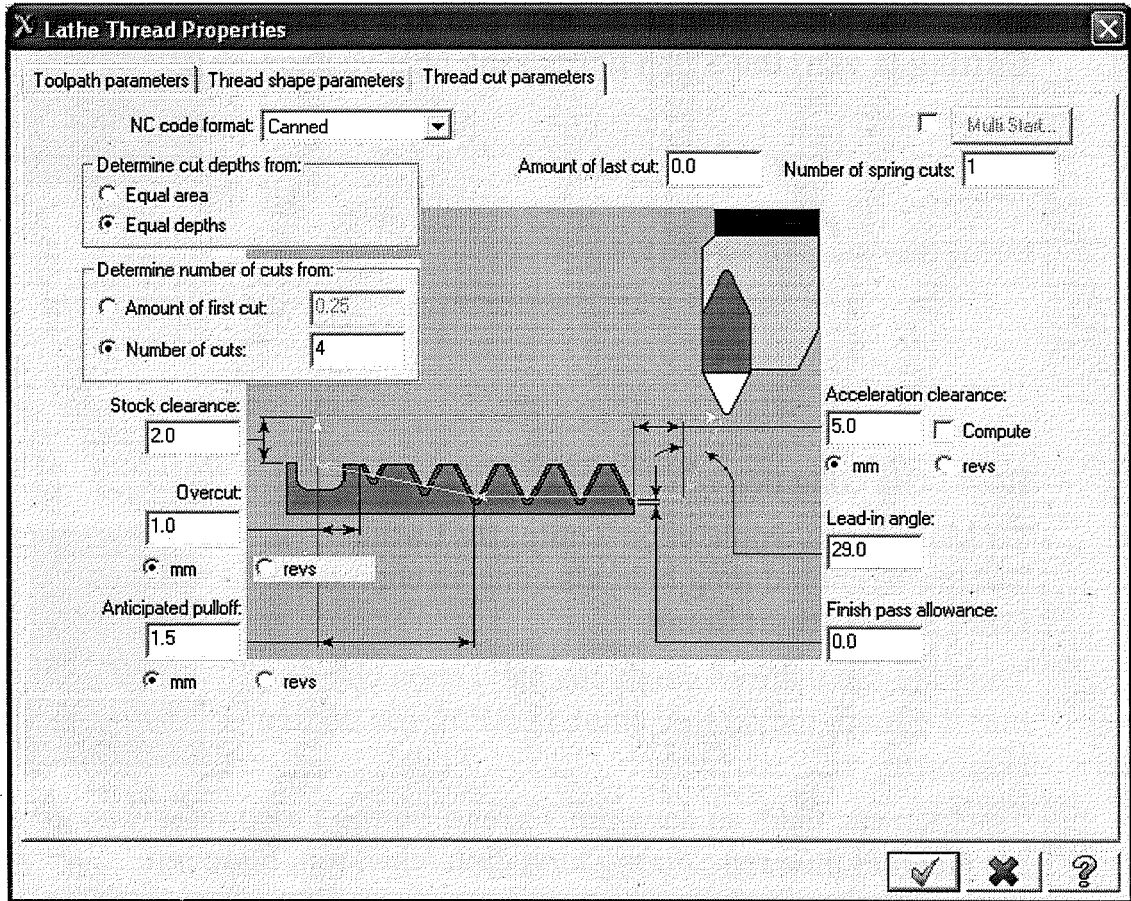 X Lathe Thread Properties
Toolpath parameters Thread shape parameters Thread cut parameters
NC code format: Canned
Multi Start...
Determine cut depths from:
Equal area
Equal depths
Amount of last cut: 0.0
Number of spring cuts: 1
Determine number of cuts from:
Amount of first cut: 0.25
Number of cuts: 4
Stock clearance:
2.0
Overcut:
1.0
mm revs
Anticipated pulloff:
1.5
mm revs
Acceleration clearance:
5.0 Compute
mm revs
Lead-in angle:
29.0
Finish pass allowance:
0.0
?